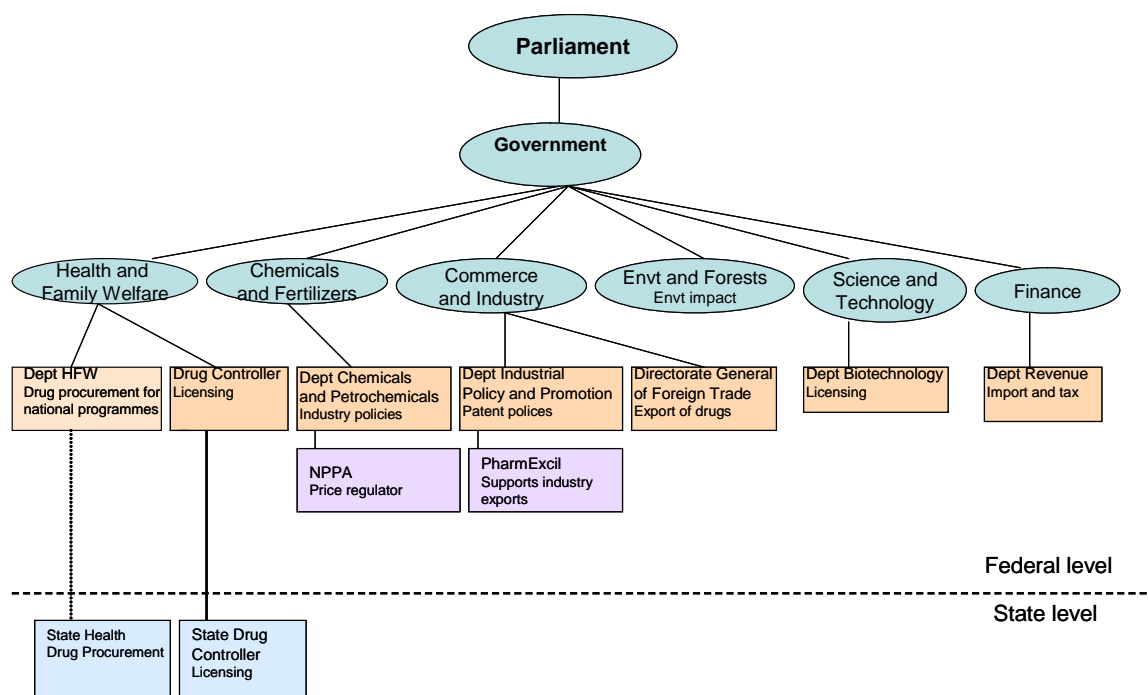 Parliament
Government
Health and
Family Welfare
Chemicals
and Fertilizers
Commerce
and Industry
Envt and Forests
Envt impact
Science and
Technology
Finance
Dept HFW
Drug procurement for
national programmes
Drug Controller
Licensing
Dept Chemicals
and Petrochemicals
Industry policies
Dept Industrial
Policy and Promotion
Patent polices
Directorate General
of Foreign Trade
Export of drugs
Dept Biotechnology
Licensing
Dept Revenue
Import and tax
NPPA
Price regulator
PharmExcil
Supports industry
exports
Federal level
State level
State Health
Drug Procurement
State Drug
Controller
Licensing